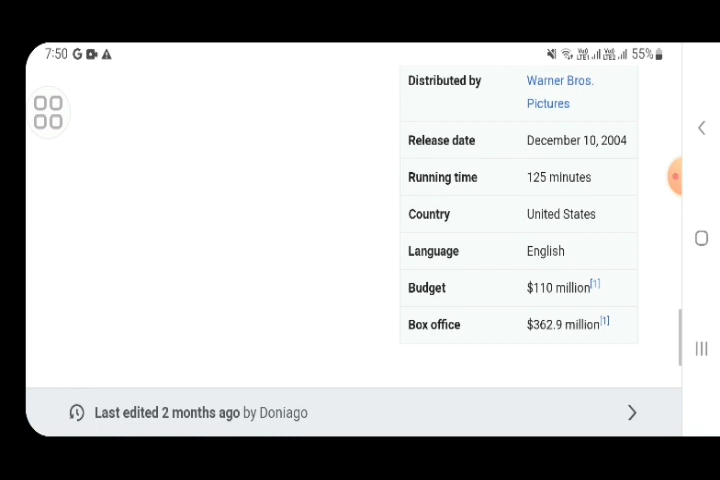 7:50 G 55%
Distributed by Warner Bros.
Pictures
Release date December 10, 2004
Running time 125 minutes
Country United States
Language English
Budget $110 million[1]
Box office $362.9 million[1]
Last edited 2 months ago by Doniago